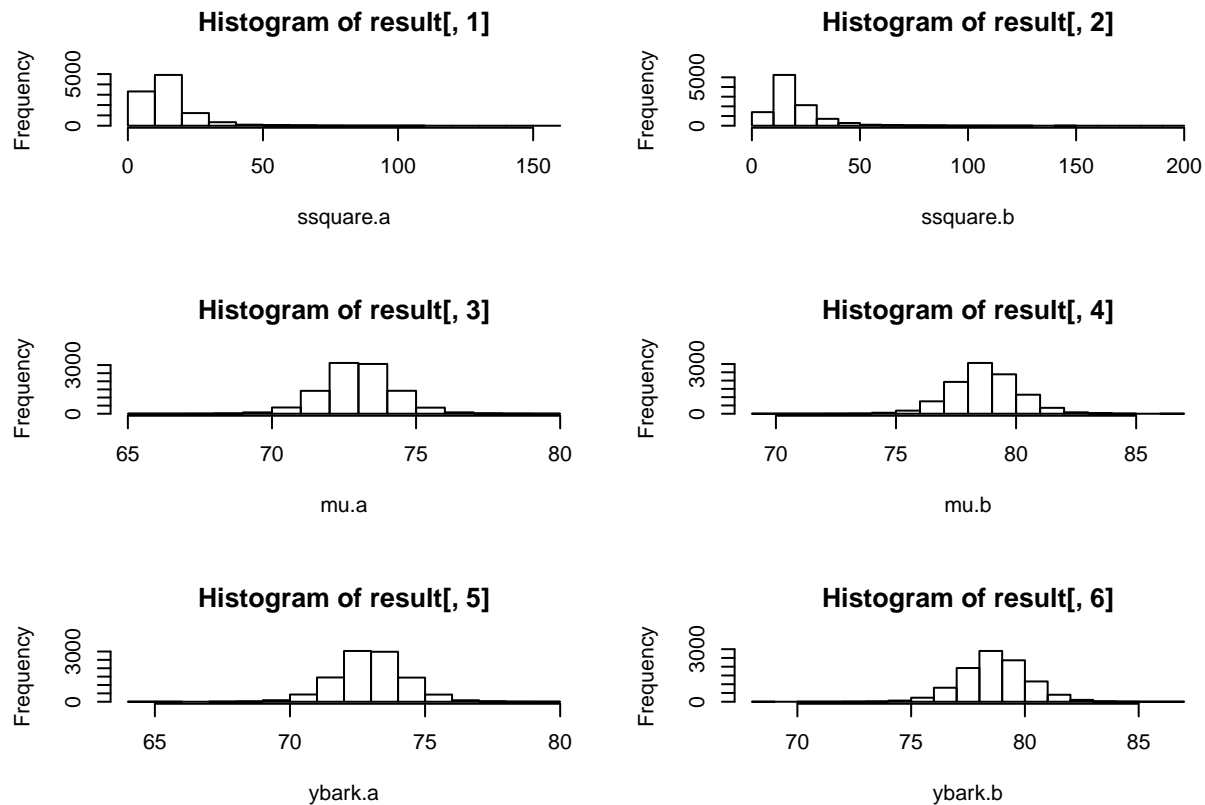 Histogram of result[, 1]
Frequency
0 5000
0 50 100 150
ssquare.a
Histogram of result[, 2]
Frequency
0 5000
0 50 100 150 200
ssquare.b
Histogram of result[, 3]
Frequency
0 3000
65 70 75 80
mu.a
Histogram of result[, 4]
Frequency
0 3000
70 75 80 85
mu.b
Histogram of result[, 5]
Frequency
0 3000
65 70 75 80
ybark.a
Histogram of result[, 6]
Frequency
0 3000
70 75 80 85
ybark.b